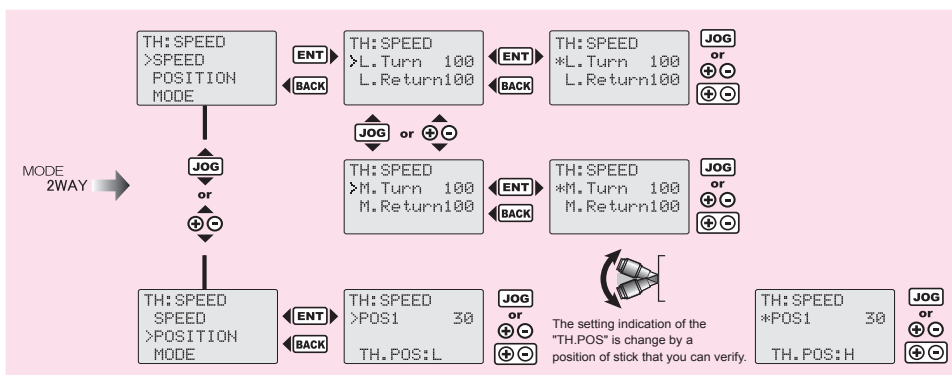 MODE
2WAY
TH:SPEED
>SPEED
POSITION
MODE
ENT
BACK
TH:SPEED
>L.Turn 100
L.Return100
ENT
BACK
TH:SPEED
*L.Turn 100
L.Return100
JOG
or
⊕⊖
⊕⊖
JOG
or
⊕⊖
JOG or ⊕⊖
TH:SPEED
>M.Turn 100
M.Return100
ENT
BACK
TH:SPEED
*M.Turn 100
M.Return100
JOG
or
⊕⊖
⊕⊖
TH:SPEED
SPEED
>POSITION
MODE
ENT
BACK
TH:SPEED
>POS1 30
TH.POS:L
JOG
or
⊕⊖
⊕⊖
The setting indication of the
"TH.POS" is change by a
position of stick that you can verify.
TH:SPEED
*POS1 30
TH.POS:H
JOG
or
⊕⊖
⊕⊖